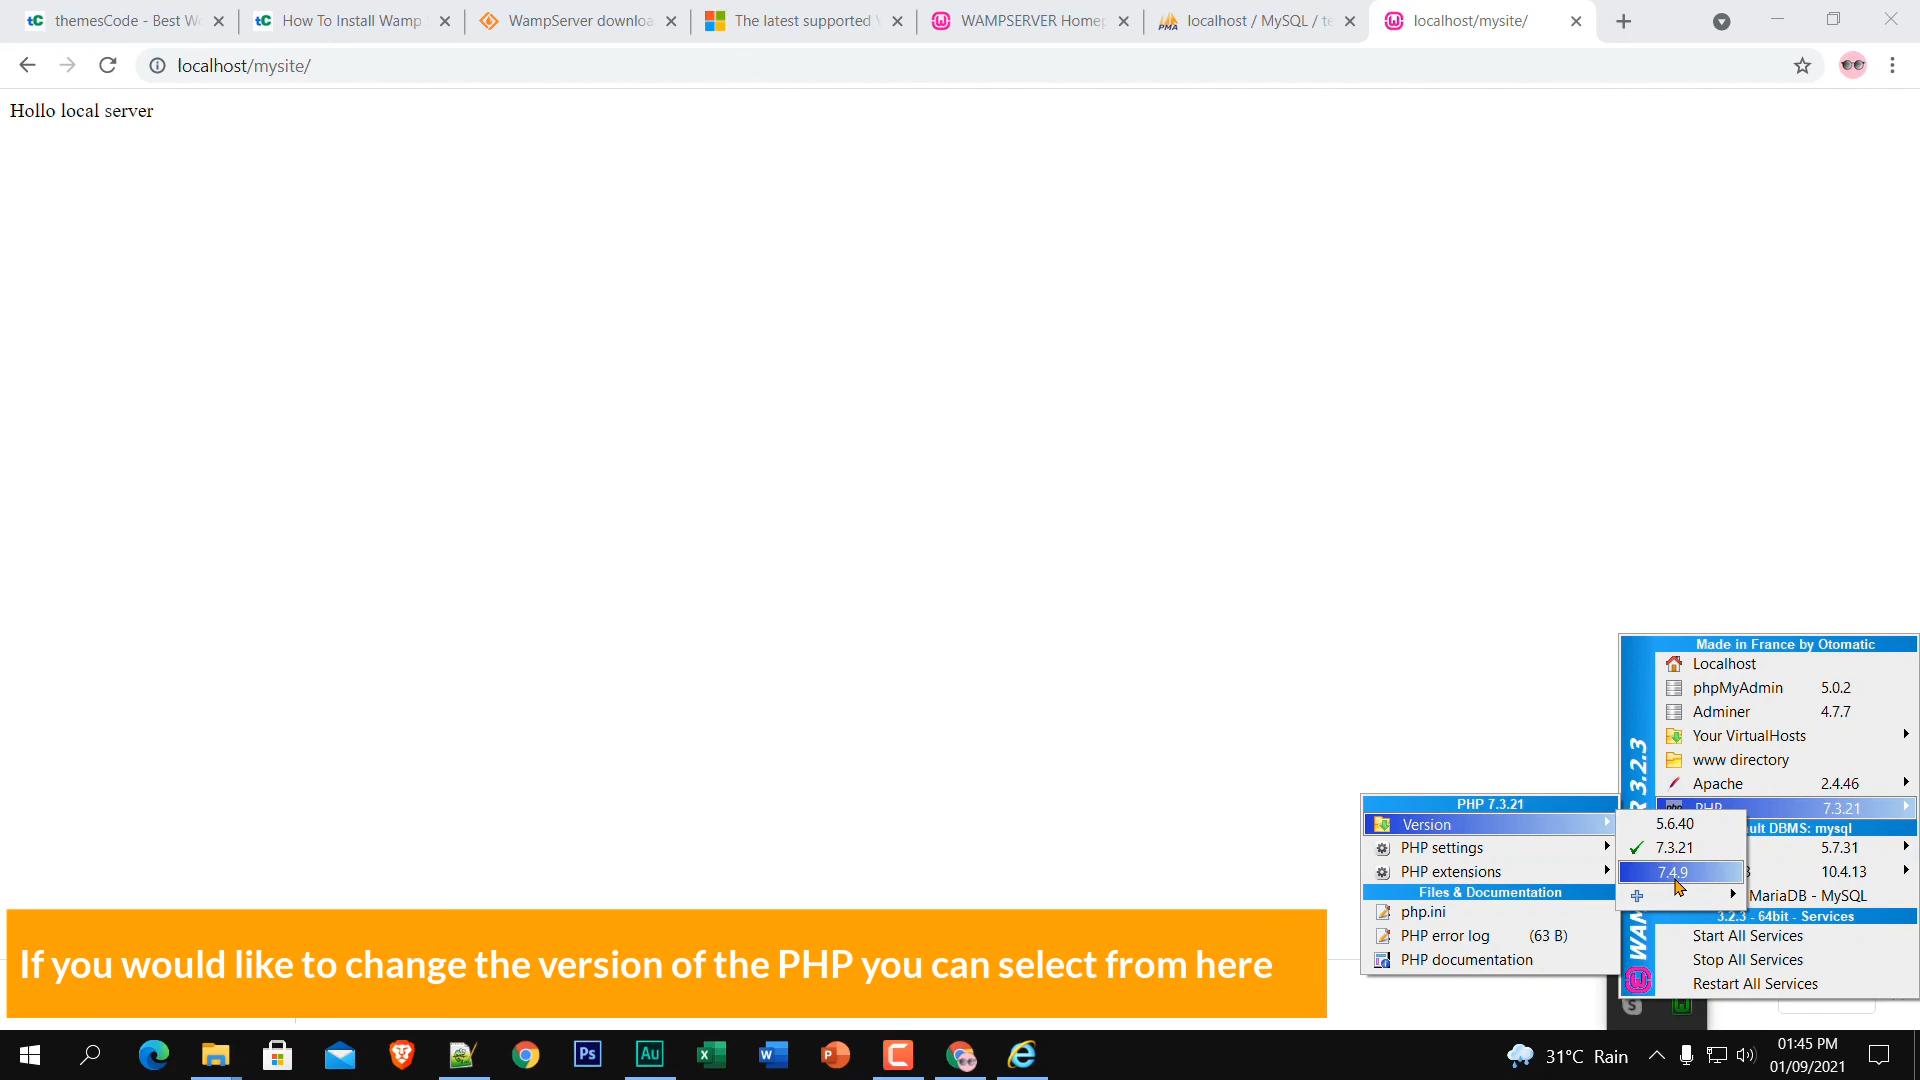 themesCode - Best Wo
How To Install Wamp
WampServer downloa
The latest supported
WAMPSERVER Homep
localhost / MySQL / te
localhost/mysite/
localhost/mysite/
Hollo local server
Made in France by Otomatic
Localhost
phpMyAdmin 5.0.2
Adminer 4.7.7
Your VirtualHosts
www directory
Apache 2.4.46
PHP 7.3.21
ult DBMS: mysql
5.7.31
10.4.13
MariaDB - MySQL
3.2.3 - 64bit - Services
Start All Services
Stop All Services
Restart All Services
PHP 7.3.21
Version
PHP settings
PHP extensions
Files & Documentation
php.ini
PHP error log (63 B)
PHP documentation
5.6.40
7.3.21
7.4.9
If you would like to change the version of the PHP you can select from here
31°C Rain
01:45 PM
01/09/2021